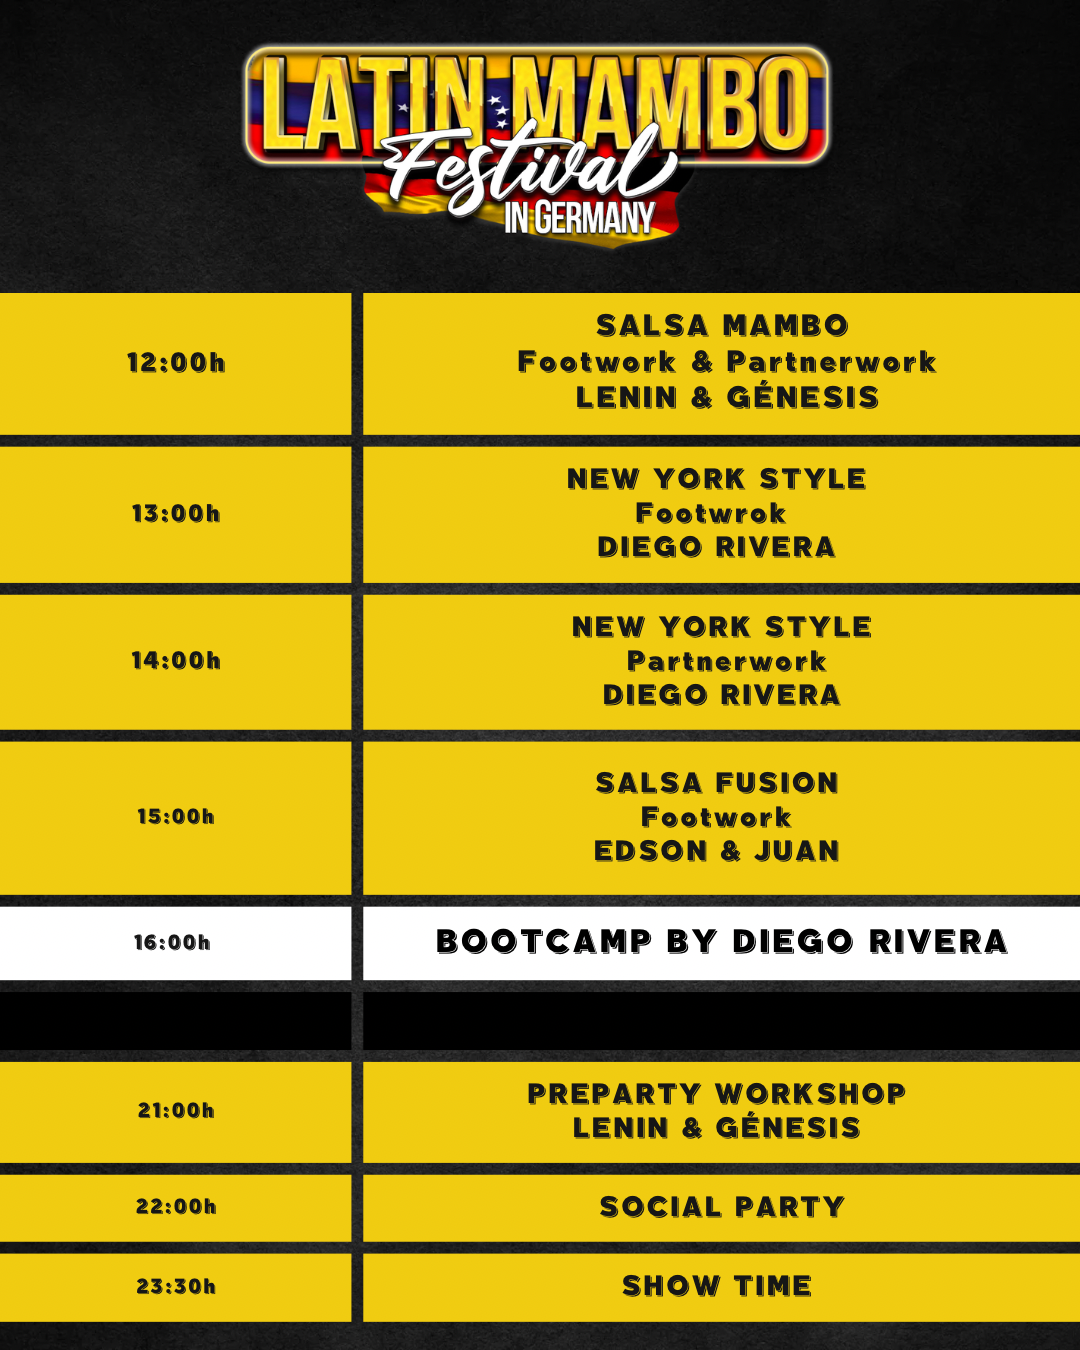 LATIN MAMBO
Festival
IN GERMANY
12:00h
SALSA MAMBO
Footwork & Partnerwork
LENIN & GÉNESIS
13:00h
NEW YORK STYLE
Footwrok
DIEGO RIVERA
14:00h
NEW YORK STYLE
Partnerwork
DIEGO RIVERA
15:00h
SALSA FUSION
Footwork
EDSON & JUAN
16:00h
BOOTCAMP BY DIEGO RIVERA
21:00h
PREPARTY WORKSHOP
LENIN & GÉNESIS
22:00h
SOCIAL PARTY
23:30h
SHOW TIME